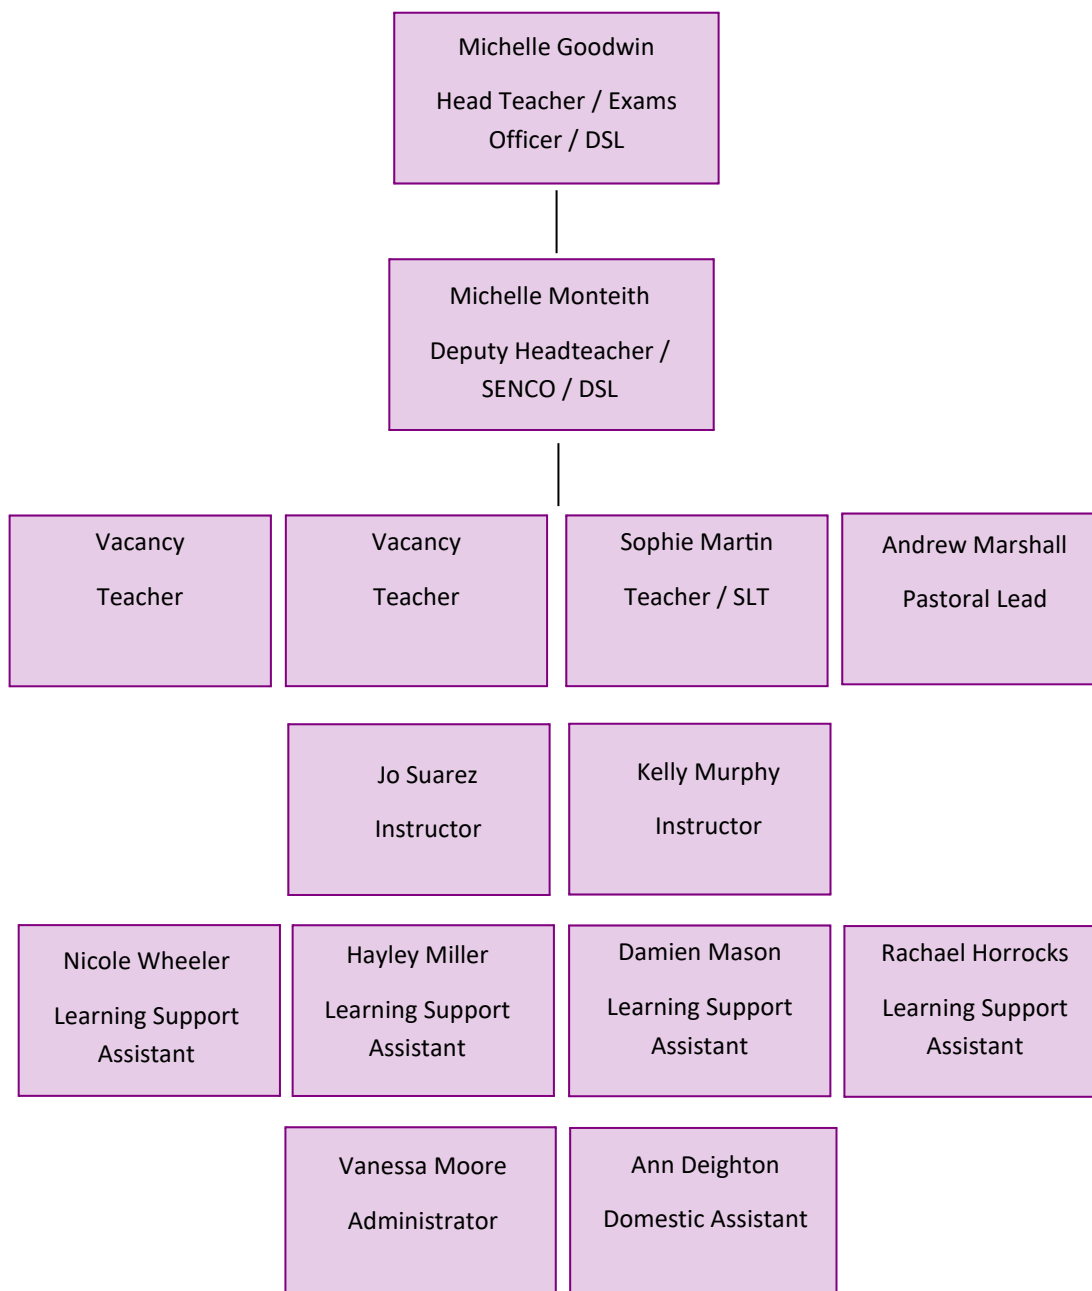 Michelle Goodwin
Head Teacher / Exams
Officer / DSL
Michelle Monteith
Deputy Headteacher /
SENCO / DSL
Vacancy
Teacher
Vacancy
Teacher
Sophie Martin
Teacher / SLT
Andrew Marshall
Pastoral Lead
Jo Suarez
Instructor
Kelly Murphy
Instructor
Nicole Wheeler
Learning Support
Assistant
Hayley Miller
Learning Support
Assistant
Damien Mason
Learning Support
Assistant
Rachael Horrocks
Learning Support
Assistant
Vanessa Moore
Administrator
Ann Deighton
Domestic Assistant